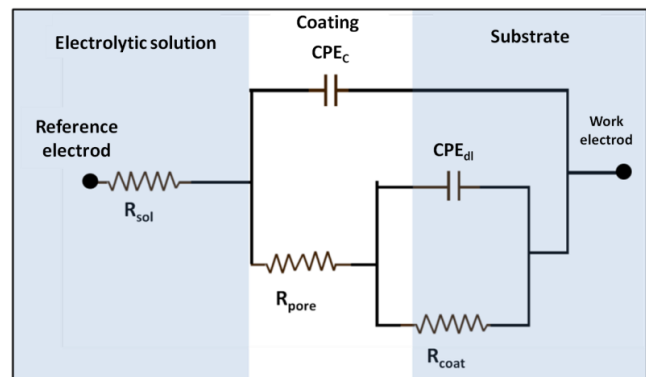 Electrolytic solution
Coating
Substrate
CPEC
Reference
electrod
Work
electrod
CPEdl
Rsol
Rpore
Rcoat